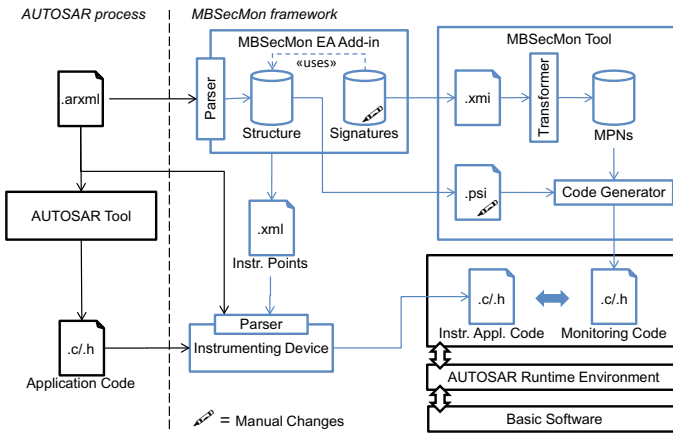 AUTOSAR process
MBSecMon framework
MBSecMon EA Add-in
«uses»
Parser
Structure
Signatures
.arxml
MBSecMon Tool
.xmi
Transformer
MPNs
.psi
Code Generator
AUTOSAR Tool
.xml
Instr. Points
Parser
Instrumenting Device
.c/.h
Application Code
.c/.h
Instr. Appl. Code
.c/.h
Monitoring Code
AUTOSAR Runtime Environment
Basic Software
= Manual Changes